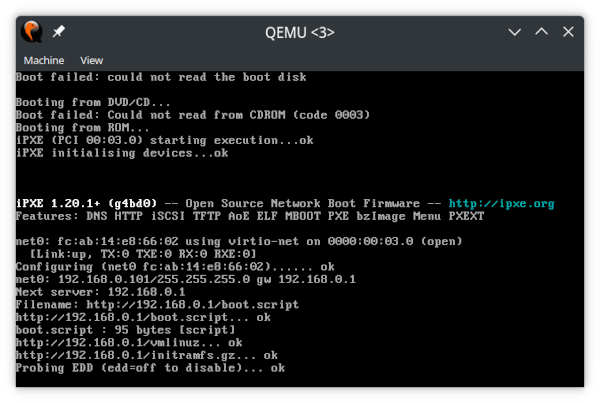 QEMU <3>
Machine View
Boot failed: could not read the boot disk
Booting from DVD/CD...
Boot failed: Could not read from CDROM (code 0003)
Booting from ROM...
iPXE (PCI 00:03.0) starting execution...ok
iPXE initialising devices...ok
iPXE 1.20.1+ (g4bd0) -- Open Source Network Boot Firmware -- http://ipxe.org
Features: DNS HTTP iSCSI TFTP AoE ELF MBOOT PXE bzImage Menu PXEXT
net0: fc:ab:14:e8:66:02 using virtio-net on 0000:00:03.0 (open)
[Link:up, TX:0 TXE:0 RX:0 RXE:0]
Configuring (net0 fc:ab:14:e8:66:02)...... ok
net0: 192.168.0.101/255.255.255.0 gw 192.168.0.1
Next server: 192.168.0.1
Filename: http://192.168.0.1/boot.script
http://192.168.0.1/boot.script... ok
boot.script : 95 bytes [script]
http://192.168.0.1/vmlinuz... ok
http://192.168.0.1/initramfs.gz... ok
Probing EDD (edd=off to disable)... ok